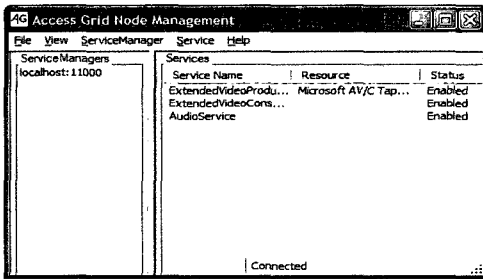 AG Access Grid Node Management
File View ServiceManager Service Help
ServiceManagers
localhost:11000
Services
Service Name Resource Status
ExtendedVideoProdu... Microsoft AV/C Tap... Enabled
ExtendedVideoCons... Enabled
AudioService Enabled
Connected